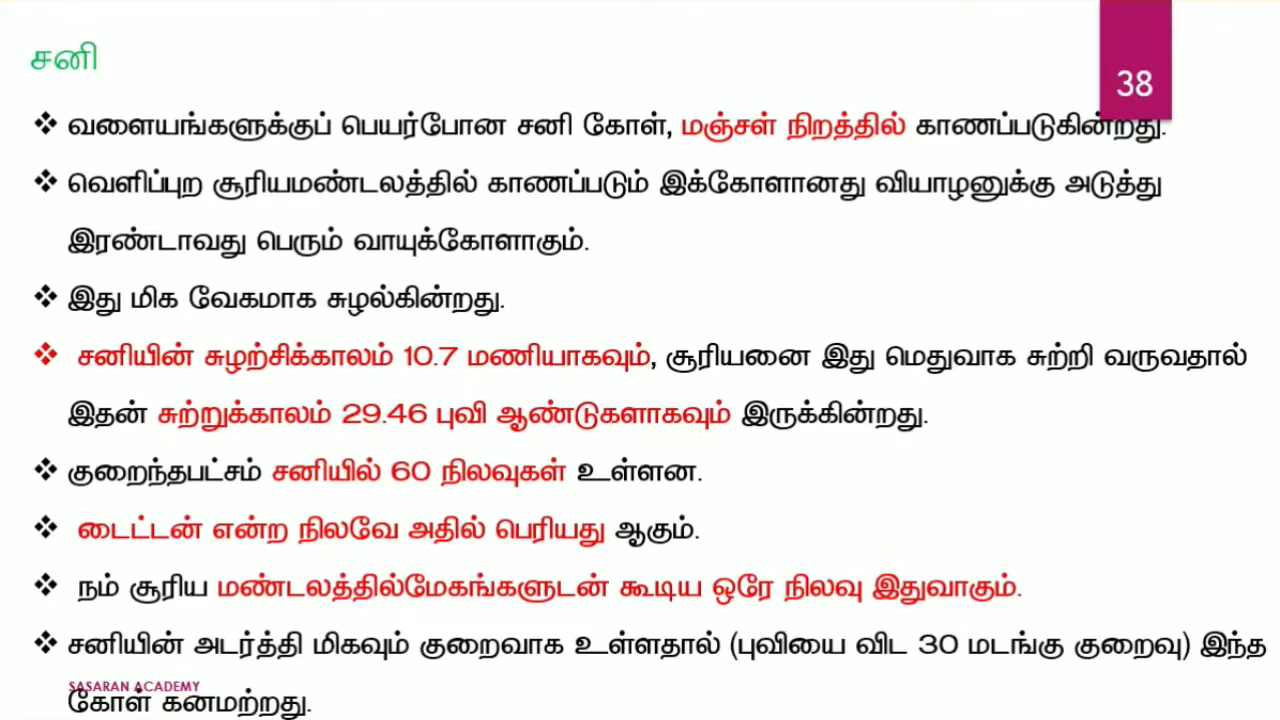 சனி
38
❖ வளையங்களுக்குப் பெயர்போன சனி கோள், மஞ்சள் நிறத்தில் காணப்படுகின்றது.
❖ வெளிப்புற சூரியமண்டலத்தில் காணப்படும் இக்கோளானது வியாழனுக்கு அடுத்து
இரண்டாவது பெரும் வாயுக்கோளாகும்.
❖ இது மிக வேகமாக சுழல்கின்றது.
❖ சனியின் சுழற்சிக்காலம் 10.7 மணியாகவும், சூரியனை இது மெதுவாக சுற்றி வருவதால்
இதன் சுற்றுக்காலம் 29.46 புவி ஆண்டுகளாகவும் இருக்கின்றது.
❖ குறைந்தபட்சம் சனியில் 60 நிலவுகள் உள்ளன.
❖ டைட்டன் என்ற நிலவே அதில் பெரியது ஆகும்.
❖ நம் சூரிய மண்டலத்தில்மேகங்களுடன் கூடிய ஒரே நிலவு இதுவாகும்.
❖ சனியின் அடர்த்தி மிகவும் குறைவாக உள்ளதால் (புவியை விட 30 மடங்கு குறைவு) இந்த
SASARAN ACADEMY
கோள் கனமற்றது.